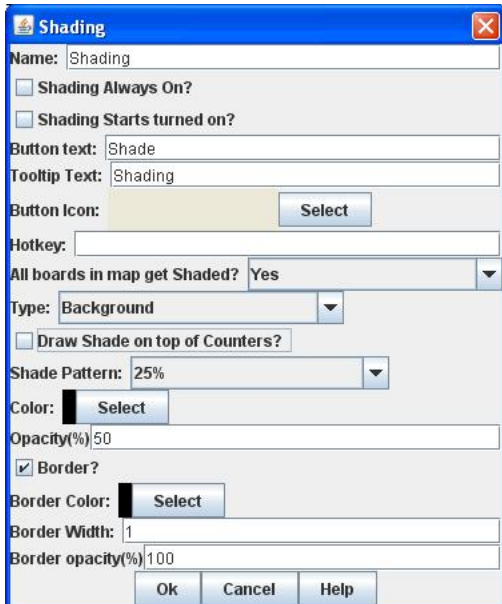 Shading
Name: Shading
Shading Always On?
Shading Starts turned on?
Button text: Shade
Tooltip Text: Shading
Button Icon: Select
Hotkey:
All boards in map get Shaded? Yes
Type: Background
Draw Shade on top of Counters?
Shade Pattern: 25%
Color: Select
Opacity(%) 50
Border?
Border Color: Select
Border Width: 1
Border opacity(%) 100
Ok Cancel Help